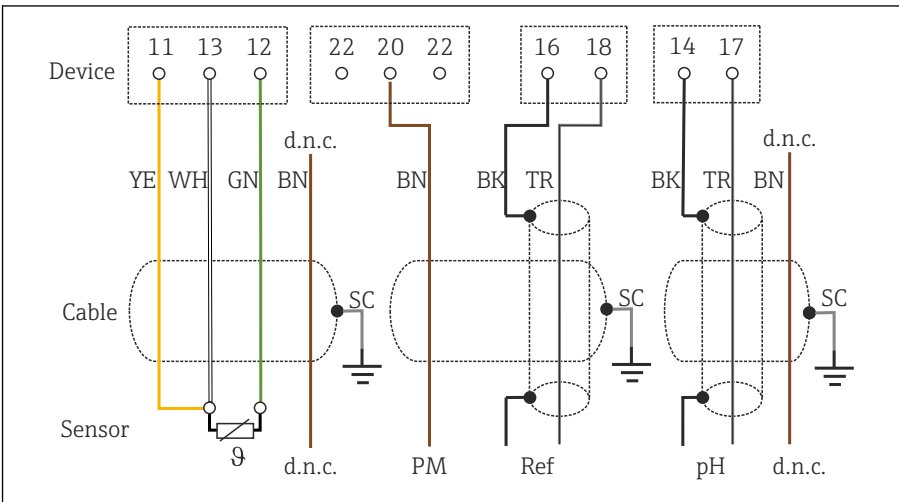 11 13 12 22 20 22 16 18 14 17
Device
d.n.c. d.n.c.
YE WH GN BN BN BK TR BK TR BN
SC SC SC
Cable
Sensor
ϑ
d.n.c. PM Ref pH d.n.c.